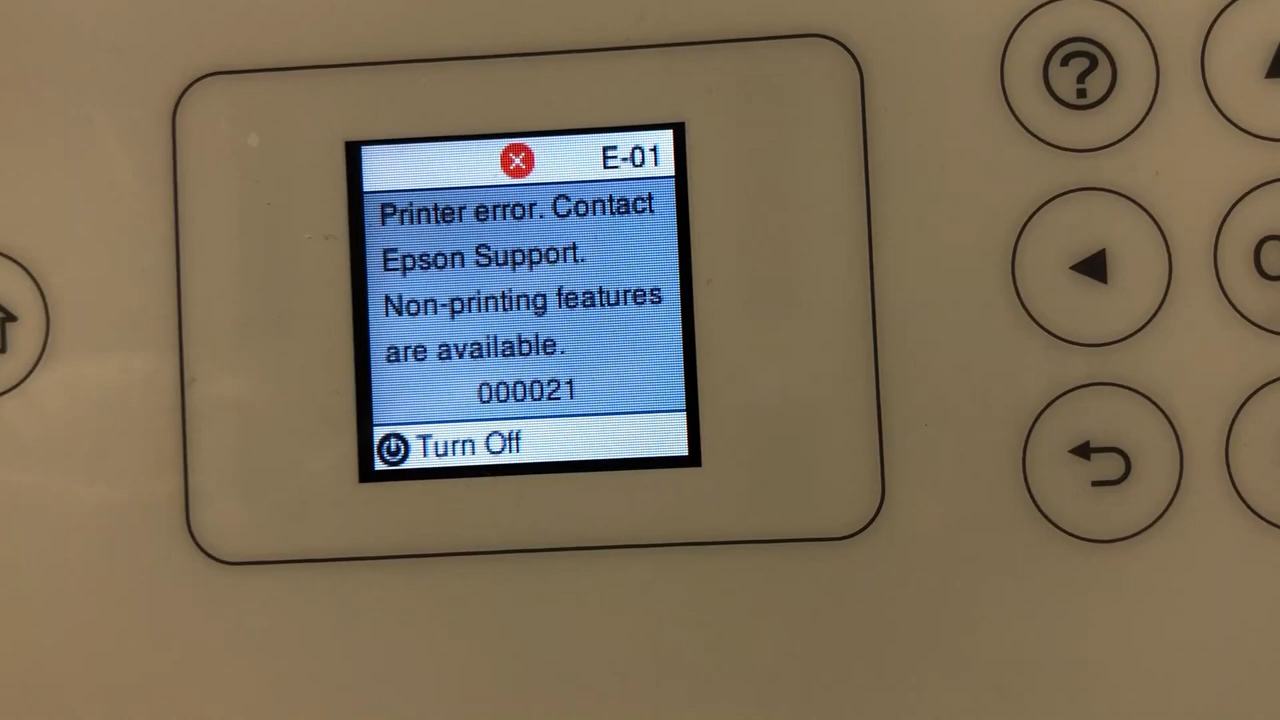 E-01
Printer error. Contact
Epson Support.
Non-printing features
are available.
000021
Turn Off
?